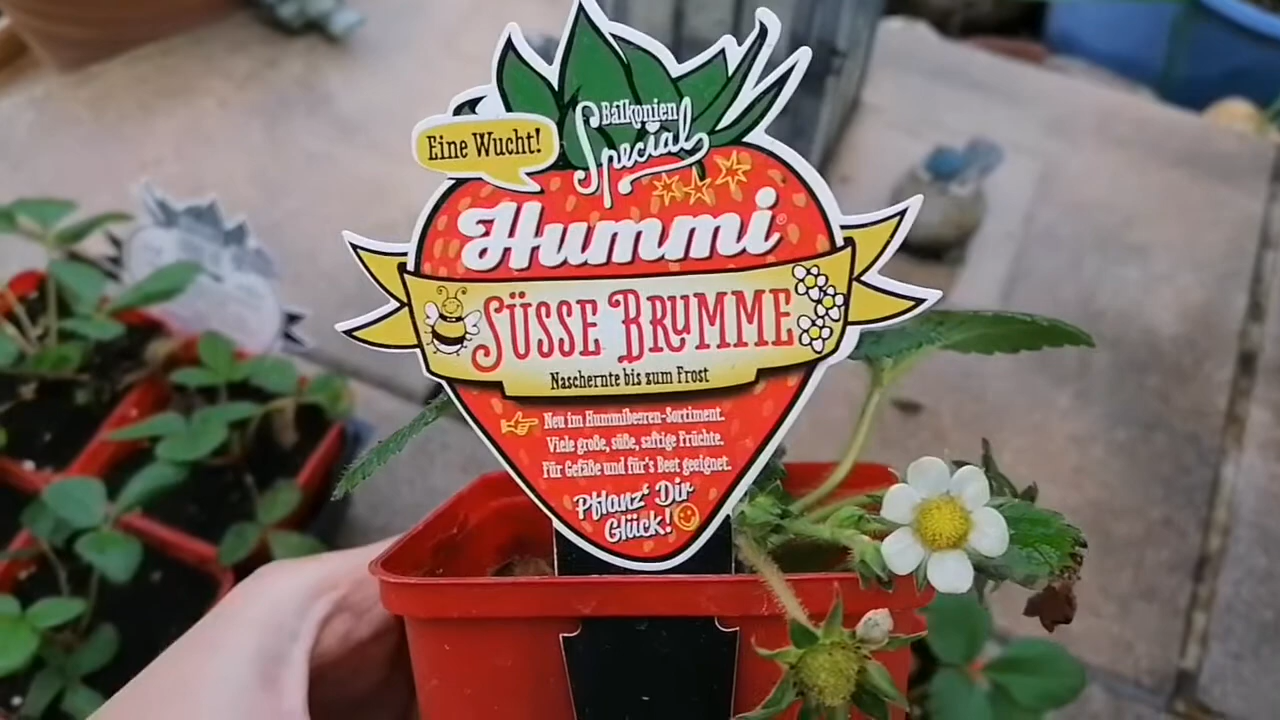 Eine Wucht!
Balkonien
Special
Hummi®
SÜSSE BRUMME
Naschernte bis zum Frost
Neu im Hummibeeren-Sortiment.
Viele große, süße, saftige Früchte.
Für Gefäße und für's Beet geeignet.
Pflanz' Dir
Glück!